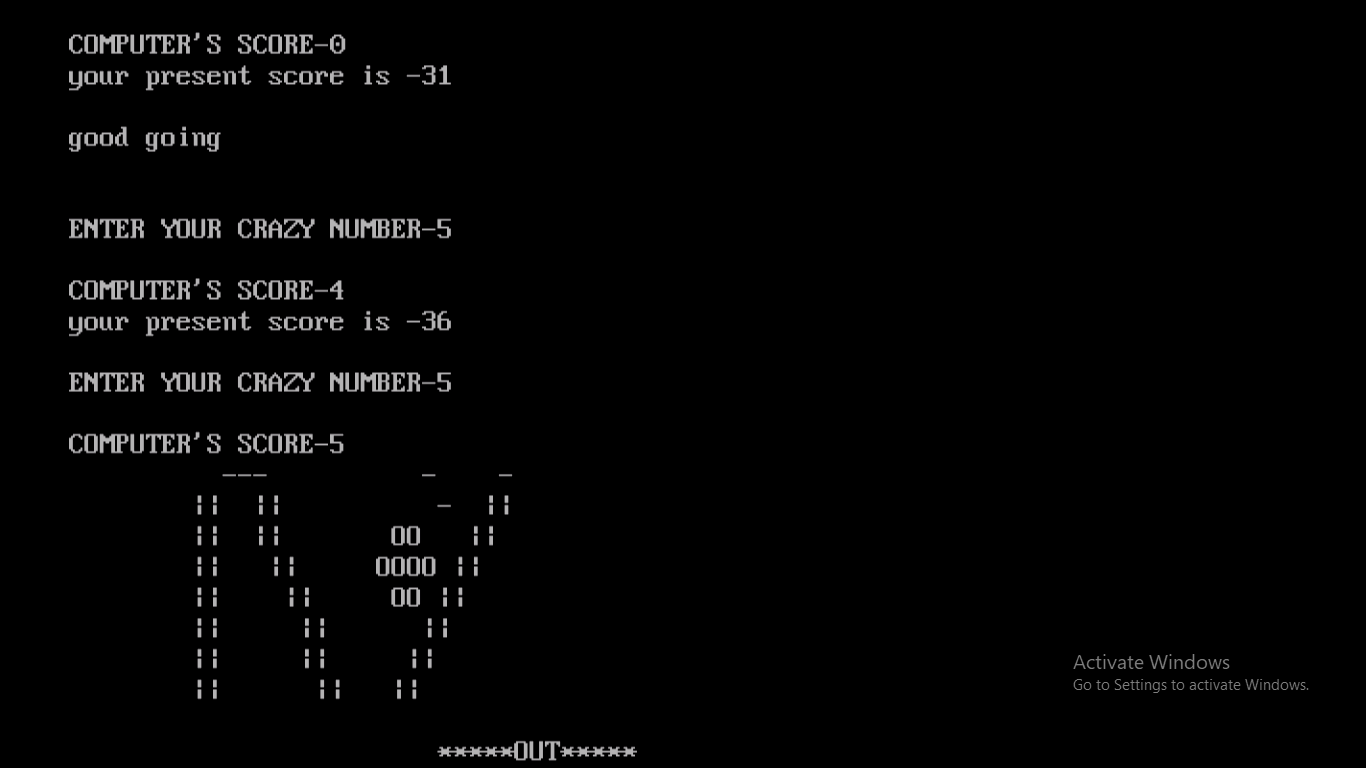 COMPUTER'S SCORE-0
your present score is -31
good going
ENTER YOUR CRAZY NUMBER-5
COMPUTER'S SCORE-4
your present score is -36
ENTER YOUR CRAZY NUMBER-5
COMPUTER'S SCORE-5
--- - -
|| || - ||
|| || OO ||
|| || OOOO ||
|| || OO ||
|| || ||
|| || ||
|| || ||
*****OUT*****
Activate Windows
Go to Settings to activate Windows.